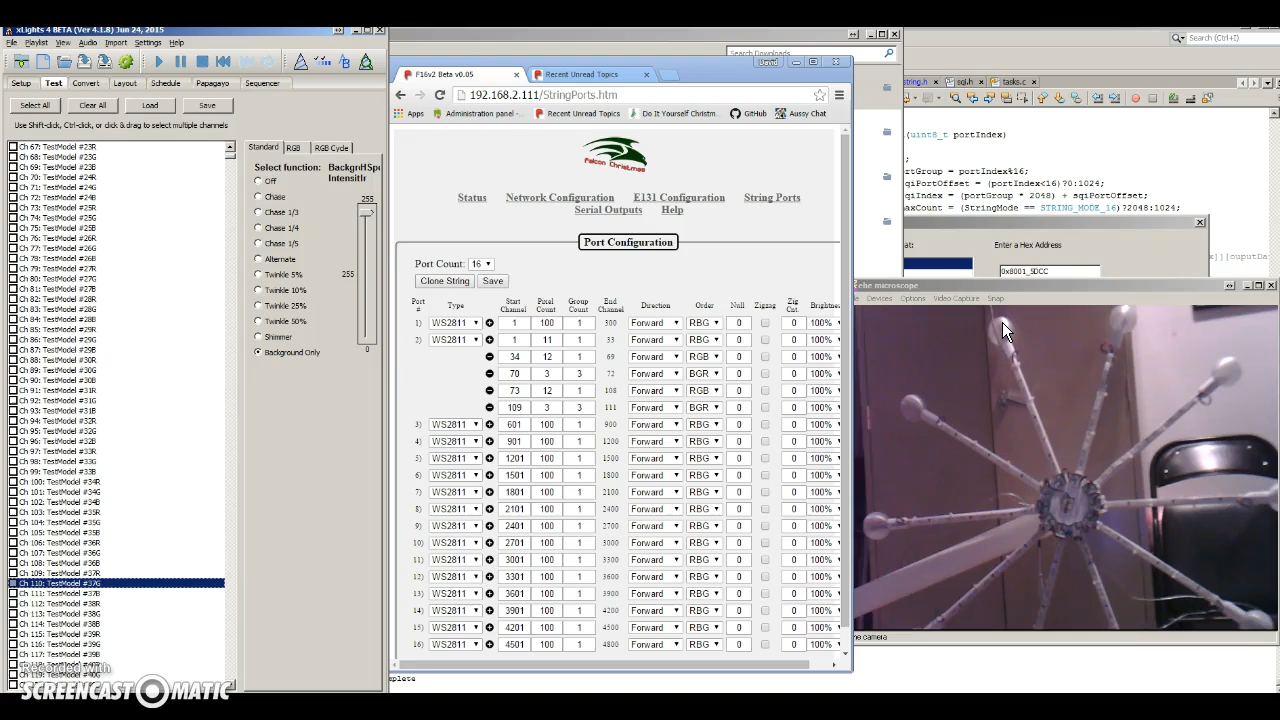 xLights 4 BETA (Ver 4.1.8) Jun 24, 2015
File Playlist View Audio Import Settings Help
Setup Test Convert Layout Schedule Papagayo Sequencer
Select All Clear All Load Save
Use Shift-click, Ctrl-click, or click & drag to select multiple channels
Ch 67: TestModel #23R
Ch 68: TestModel #23G
Ch 69: TestModel #23B
Ch 70: TestModel #24R
Ch 71: TestModel #24G
Ch 72: TestModel #24B
Ch 73: TestModel #25R
Ch 74: TestModel #25G
Ch 75: TestModel #25B
Ch 76: TestModel #26R
Ch 77: TestModel #26G
Ch 78: TestModel #26B
Ch 79: TestModel #27R
Ch 80: TestModel #27G
Ch 81: TestModel #27B
Ch 82: TestModel #28R
Ch 83: TestModel #28G
Ch 84: TestModel #28B
Ch 85: TestModel #29R
Ch 86: TestModel #29G
Ch 87: TestModel #29B
Ch 88: TestModel #30R
Ch 89: TestModel #30G
Ch 90: TestModel #30B
Ch 91: TestModel #31R
Ch 92: TestModel #31G
Ch 93: TestModel #31B
Ch 94: TestModel #32R
Ch 95: TestModel #32G
Ch 96: TestModel #32B
Ch 97: TestModel #33R
Ch 98: TestModel #33G
Ch 99: TestModel #33B
Ch 100: TestModel #34R
Ch 101: TestModel #34G
Ch 102: TestModel #34B
Ch 103: TestModel #35R
Ch 104: TestModel #35G
Ch 105: TestModel #35B
Ch 106: TestModel #36R
Ch 107: TestModel #36G
Ch 108: TestModel #36B
Ch 109: TestModel #37R
Ch 110: TestModel #37G
Ch 111: TestModel #37B
Ch 112: TestModel #38R
Ch 113: TestModel #38G
Ch 114: TestModel #38B
Ch 115: TestModel #39R
Ch 116: TestModel #39G
Ch 117: TestModel #39B
Recorded with
SCREENCAST MATIC
Standard RGB RGB Cycle
Select function:
Off
Chase
Chase 1/3
Chase 1/4
Chase 1/5
Alternate
Twinkle 5%
Twinkle 10%
Twinkle 25%
Twinkle 50%
Shimmer
Background Only
255
255
0
Search Downloads
David
F16v2 Beta v0.05 Recent Unread Topics
192.168.2.111/StringPorts.htm
Apps Administration panel -... Recent Unread Topics Do It Yourself Christm... GitHub Aussy Chat
Falcon Christmas
Status Network Configuration E131 Configuration String Ports
Serial Outputs Help
Port Configuration
Port Count: 16
Clone String Save
Port # Type Start Channel Pixel Count Group Count End Channel Direction Order Null Zigzag Zig Cnt. Brightne
1) WS2811 1 100 1 300 Forward RBG 0 0 100%
2) WS2811 1 11 1 33 Forward RBG 0 0 100%
34 12 1 69 Forward RGB 0 0 100%
70 3 3 72 Forward BGR 0 0 100%
73 12 1 108 Forward RGB 0 0 100%
109 3 3 111 Forward BGR 0 0 100%
3) WS2811 601 100 1 900 Forward RBG 0 0 100%
4) WS2811 901 100 1 1200 Forward RBG 0 0 100%
5) WS2811 1201 100 1 1500 Forward RBG 0 0 100%
6) WS2811 1501 100 1 1800 Forward RBG 0 0 100%
7) WS2811 1801 100 1 2100 Forward RBG 0 0 100%
8) WS2811 2101 100 1 2400 Forward RBG 0 0 100%
9) WS2811 2401 100 1 2700 Forward RBG 0 0 100%
10) WS2811 2701 100 1 3000 Forward RBG 0 0 100%
11) WS2811 3001 100 1 3300 Forward RBG 0 0 100%
12) WS2811 3301 100 1 3600 Forward RBG 0 0 100%
13) WS2811 3601 100 1 3900 Forward RBG 0 0 100%
14) WS2811 3901 100 1 4200 Forward RBG 0 0 100%
15) WS2811 4201 100 1 4500 Forward RBG 0 0 100%
16) WS2811 4501 100 1 4800 Forward RBG 0 0 100%
plete
Search (Ctrl+I)
string.h sql.h tasks.c
(uint8_t portIndex)
;
rtGroup = portIndex%16;
qiPortOffset = (portIndex<16)?0:1024;
= (portGroup * 2048) + sqiPortOffset;
axCount = (StringMode == STRING_MODE_16)?2048:1024;
at: Enter a Hex Address
0x8001_5DCC
][ouputDa
ehe microscope
le Devices Options Video Capture Snap
he camera